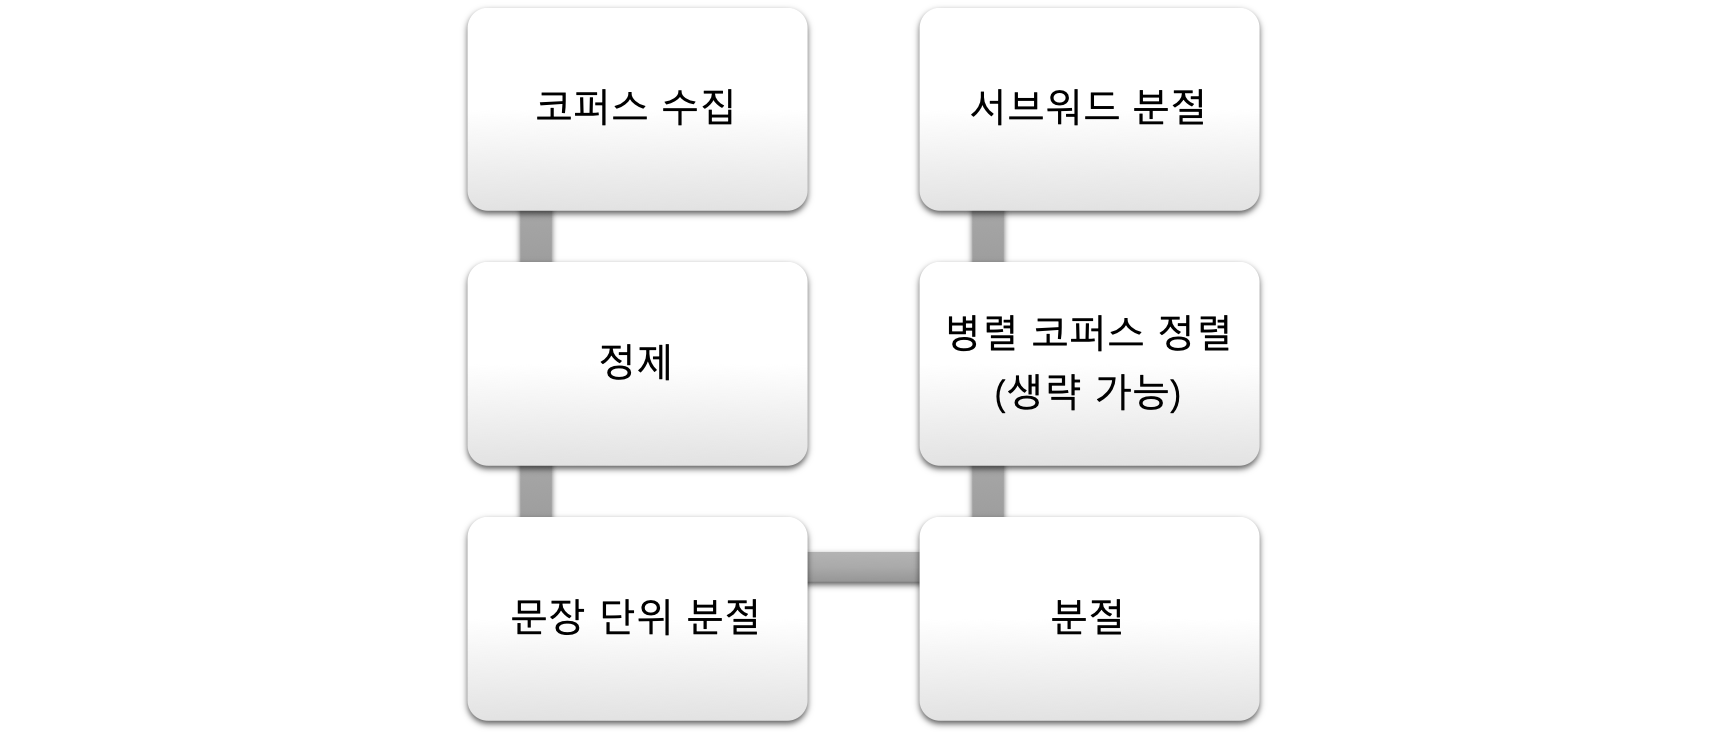 코퍼스 수집
정제
문장 단위 분절
분절
병렬 코퍼스 정렬
(생략 가능)
서브워드 분절